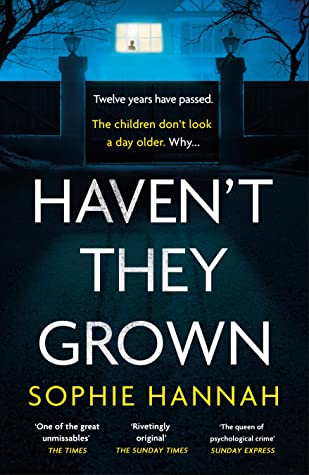 Twelve years have passed.
The children don't look
a day older. Why...
HAVEN'T
THEY
GROWN
SOPHIE HANNAH
'One of the great
unmissables'
THE TIMES
'Rivetingly
original'
THE SUNDAY TIMES
'The queen of
psychological crime'
SUNDAY EXPRESS